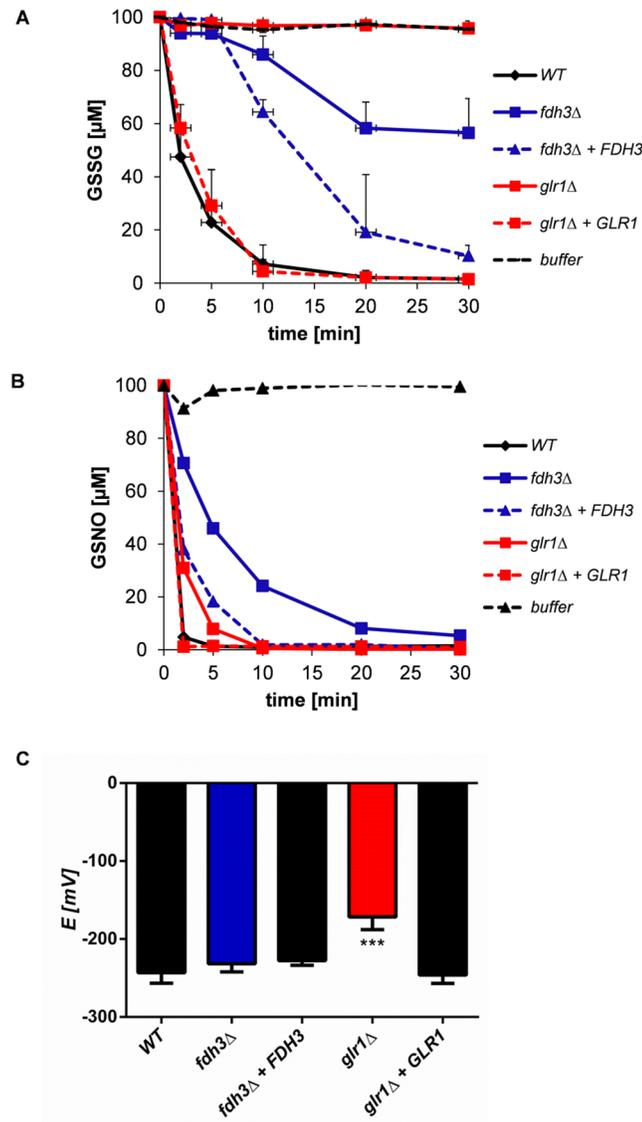 A
100
80
60
40
20
0
GSSG [µM]
0 5 10 15 20 25 30
time [min]
WT
fdh3Δ
fdh3Δ + FDH3
glr1Δ
glr1Δ + GLR1
buffer
B
100
80
60
40
20
0
GSNO [µM]
0 5 10 15 20 25 30
time [min]
WT
fdh3Δ
fdh3Δ + FDH3
glr1Δ
glr1Δ + GLR1
buffer
C
0
-100
-200
-300
E [mV]
***
WT
fdh3Δ
fdh3Δ + FDH3
glr1Δ
glr1Δ + GLR1